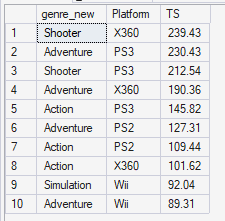 genre_new Platform TS
1 Shooter X360 239.43
2 Adventure PS3 230.43
3 Shooter PS3 212.54
4 Adventure X360 190.36
5 Action PS3 145.82
6 Adventure PS2 127.31
7 Action PS2 109.44
8 Action X360 101.62
9 Simulation Wii 92.04
10 Adventure Wii 89.31